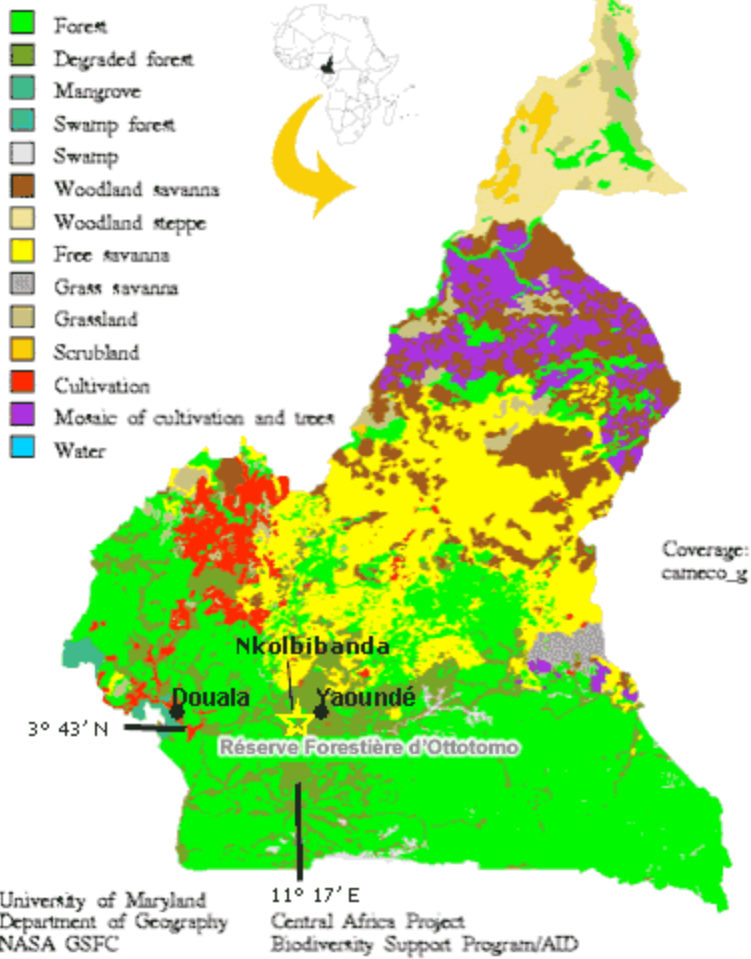 Forest
Degraded forest
Mangrove
Swamp forest
Swamp
Woodland savanna
Woodland steppe
Free savanna
Grass savanna
Grassland
Scrubland
Cultivation
Mosaic of cultivation and trees
Water
Coverage:
cameco_g
Nkolbibanda
Douala
Yaoundé
3° 43' N
Réserve Forestière d'Ottotomo
11° 17' E
University of Maryland
Department of Geography
NASA GSFC
Central Africa Project
Biodiversity Support Program/AID